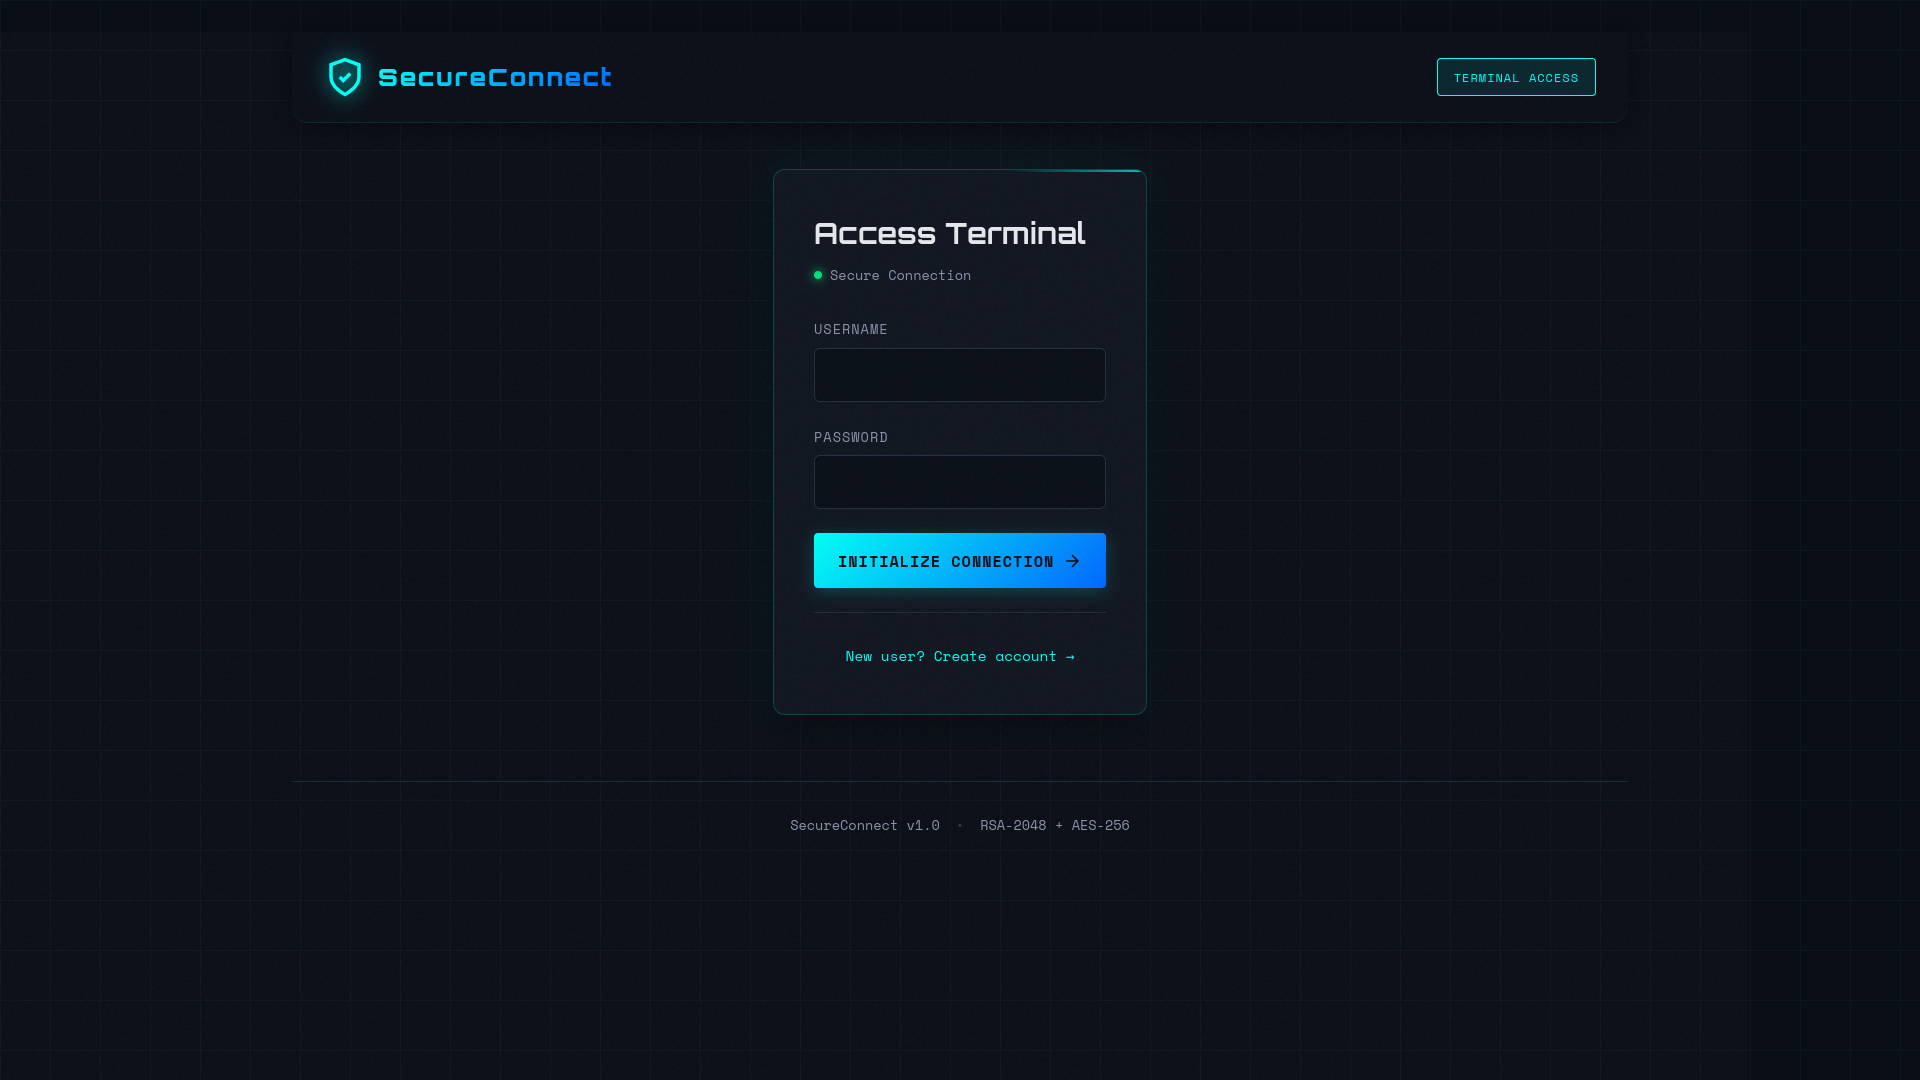 SecureConnect
TERMINAL ACCESS
Access Terminal
Secure Connection
USERNAME
PASSWORD
INITIALIZE CONNECTION →
New user? Create account →
SecureConnect v1.0 • RSA-2048 + AES-256